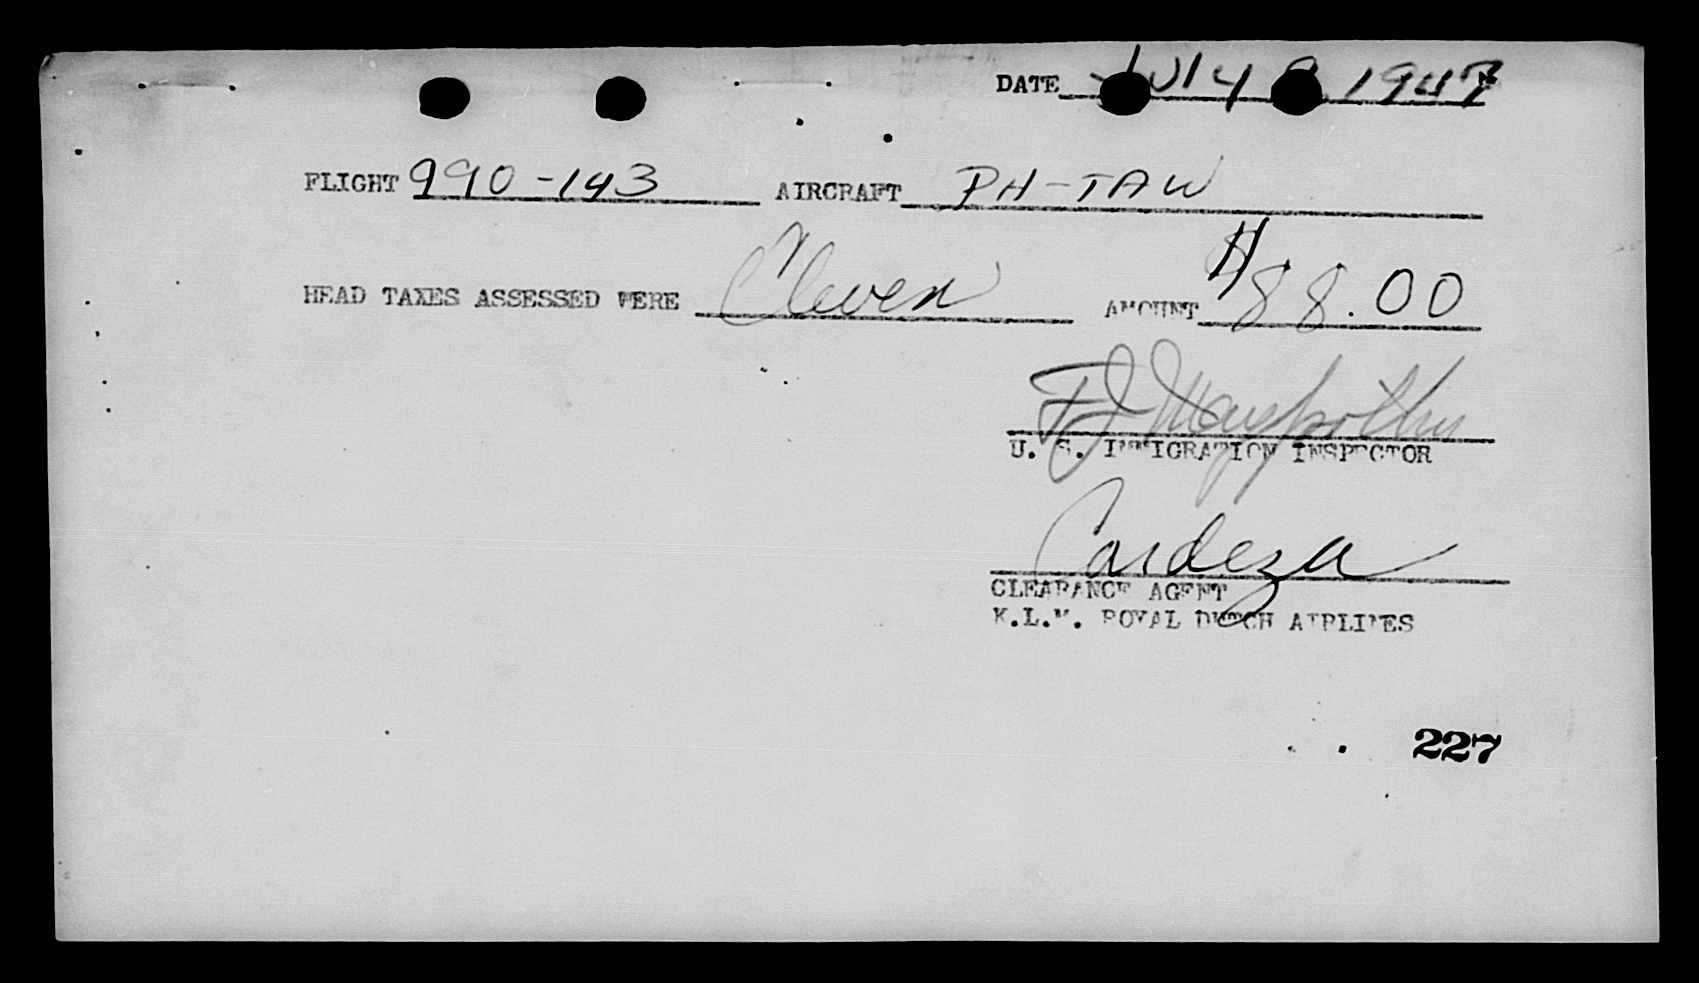 DATE July 9 1947
FLIGHT 990-143 AIRCRAFT PH-TAW
HEAD TAXES ASSESSED WERE Eleven AMOUNT $88.00
U. S. IMMIGRATION INSPECTOR
Cardeza
CLEARANCE AGENT
K.L.M. ROYAL DUTCH AIRLINES
227